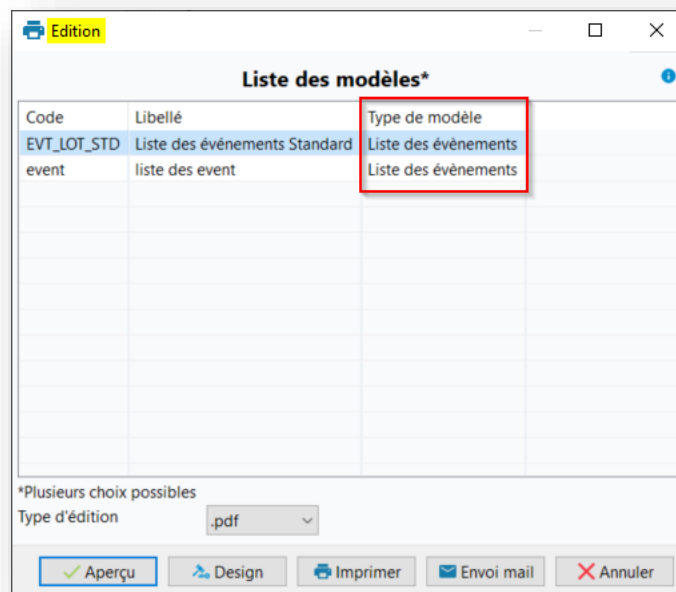 Edition
Liste des modèles*
Code Libellé Type de modèle
EVT_LOT_STD Liste des événements Standard Liste des évènements
event liste des event Liste des évènements
*Plusieurs choix possibles
Type d'édition .pdf
Aperçu Design Imprimer Envoi mail Annuler